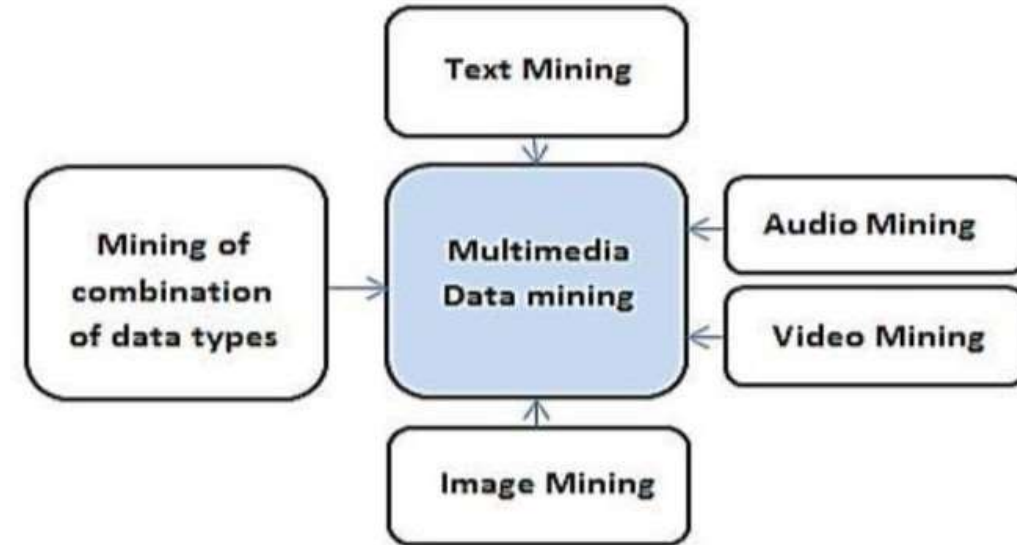 Text Mining
Mining of
combination
of data types
Multimedia
Data mining
Audio Mining
Video Mining
Image Mining